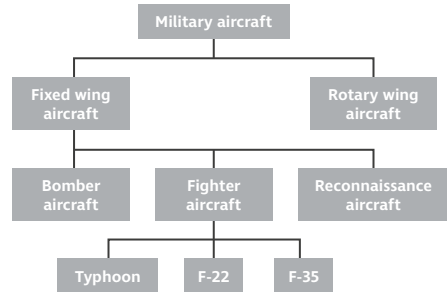 Military aircraft
Fixed wing
aircraft
Rotary wing
aircraft
Bomber
aircraft
Fighter
aircraft
Reconnaissance
aircraft
Typhoon
F-22
F-35